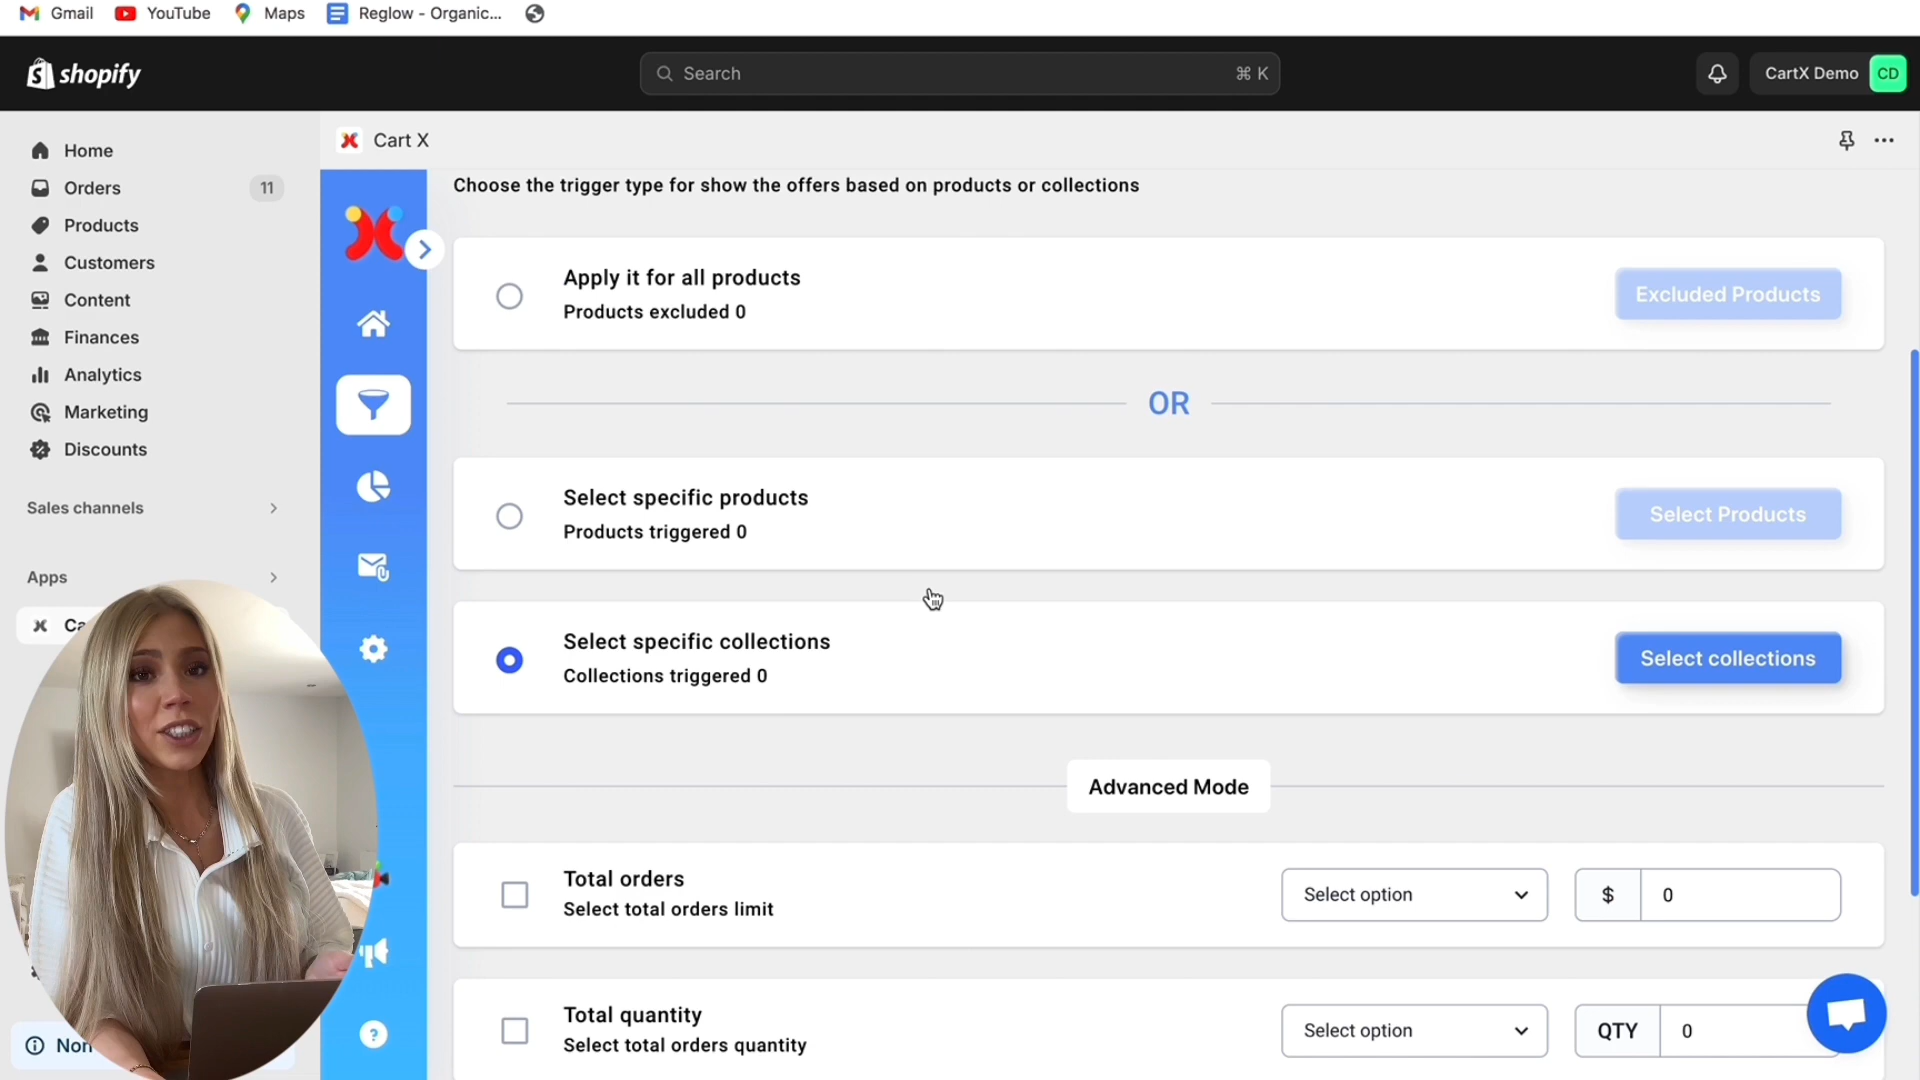 Gmail YouTube Maps Reglow - Organic...
shopify Search ⌘ K CartX Demo CD
Home
Orders 11
Products
Customers
Content
Finances
Analytics
Marketing
Discounts
Sales channels
Apps
Cart X
Choose the trigger type for show the offers based on products or collections
Apply it for all products
Products excluded 0
Excluded Products
OR
Select specific products
Products triggered 0
Select Products
Select specific collections
Collections triggered 0
Select collections
Advanced Mode
Total orders
Select total orders limit
Select option $ 0
Total quantity
Select total orders quantity
Select option QTY 0